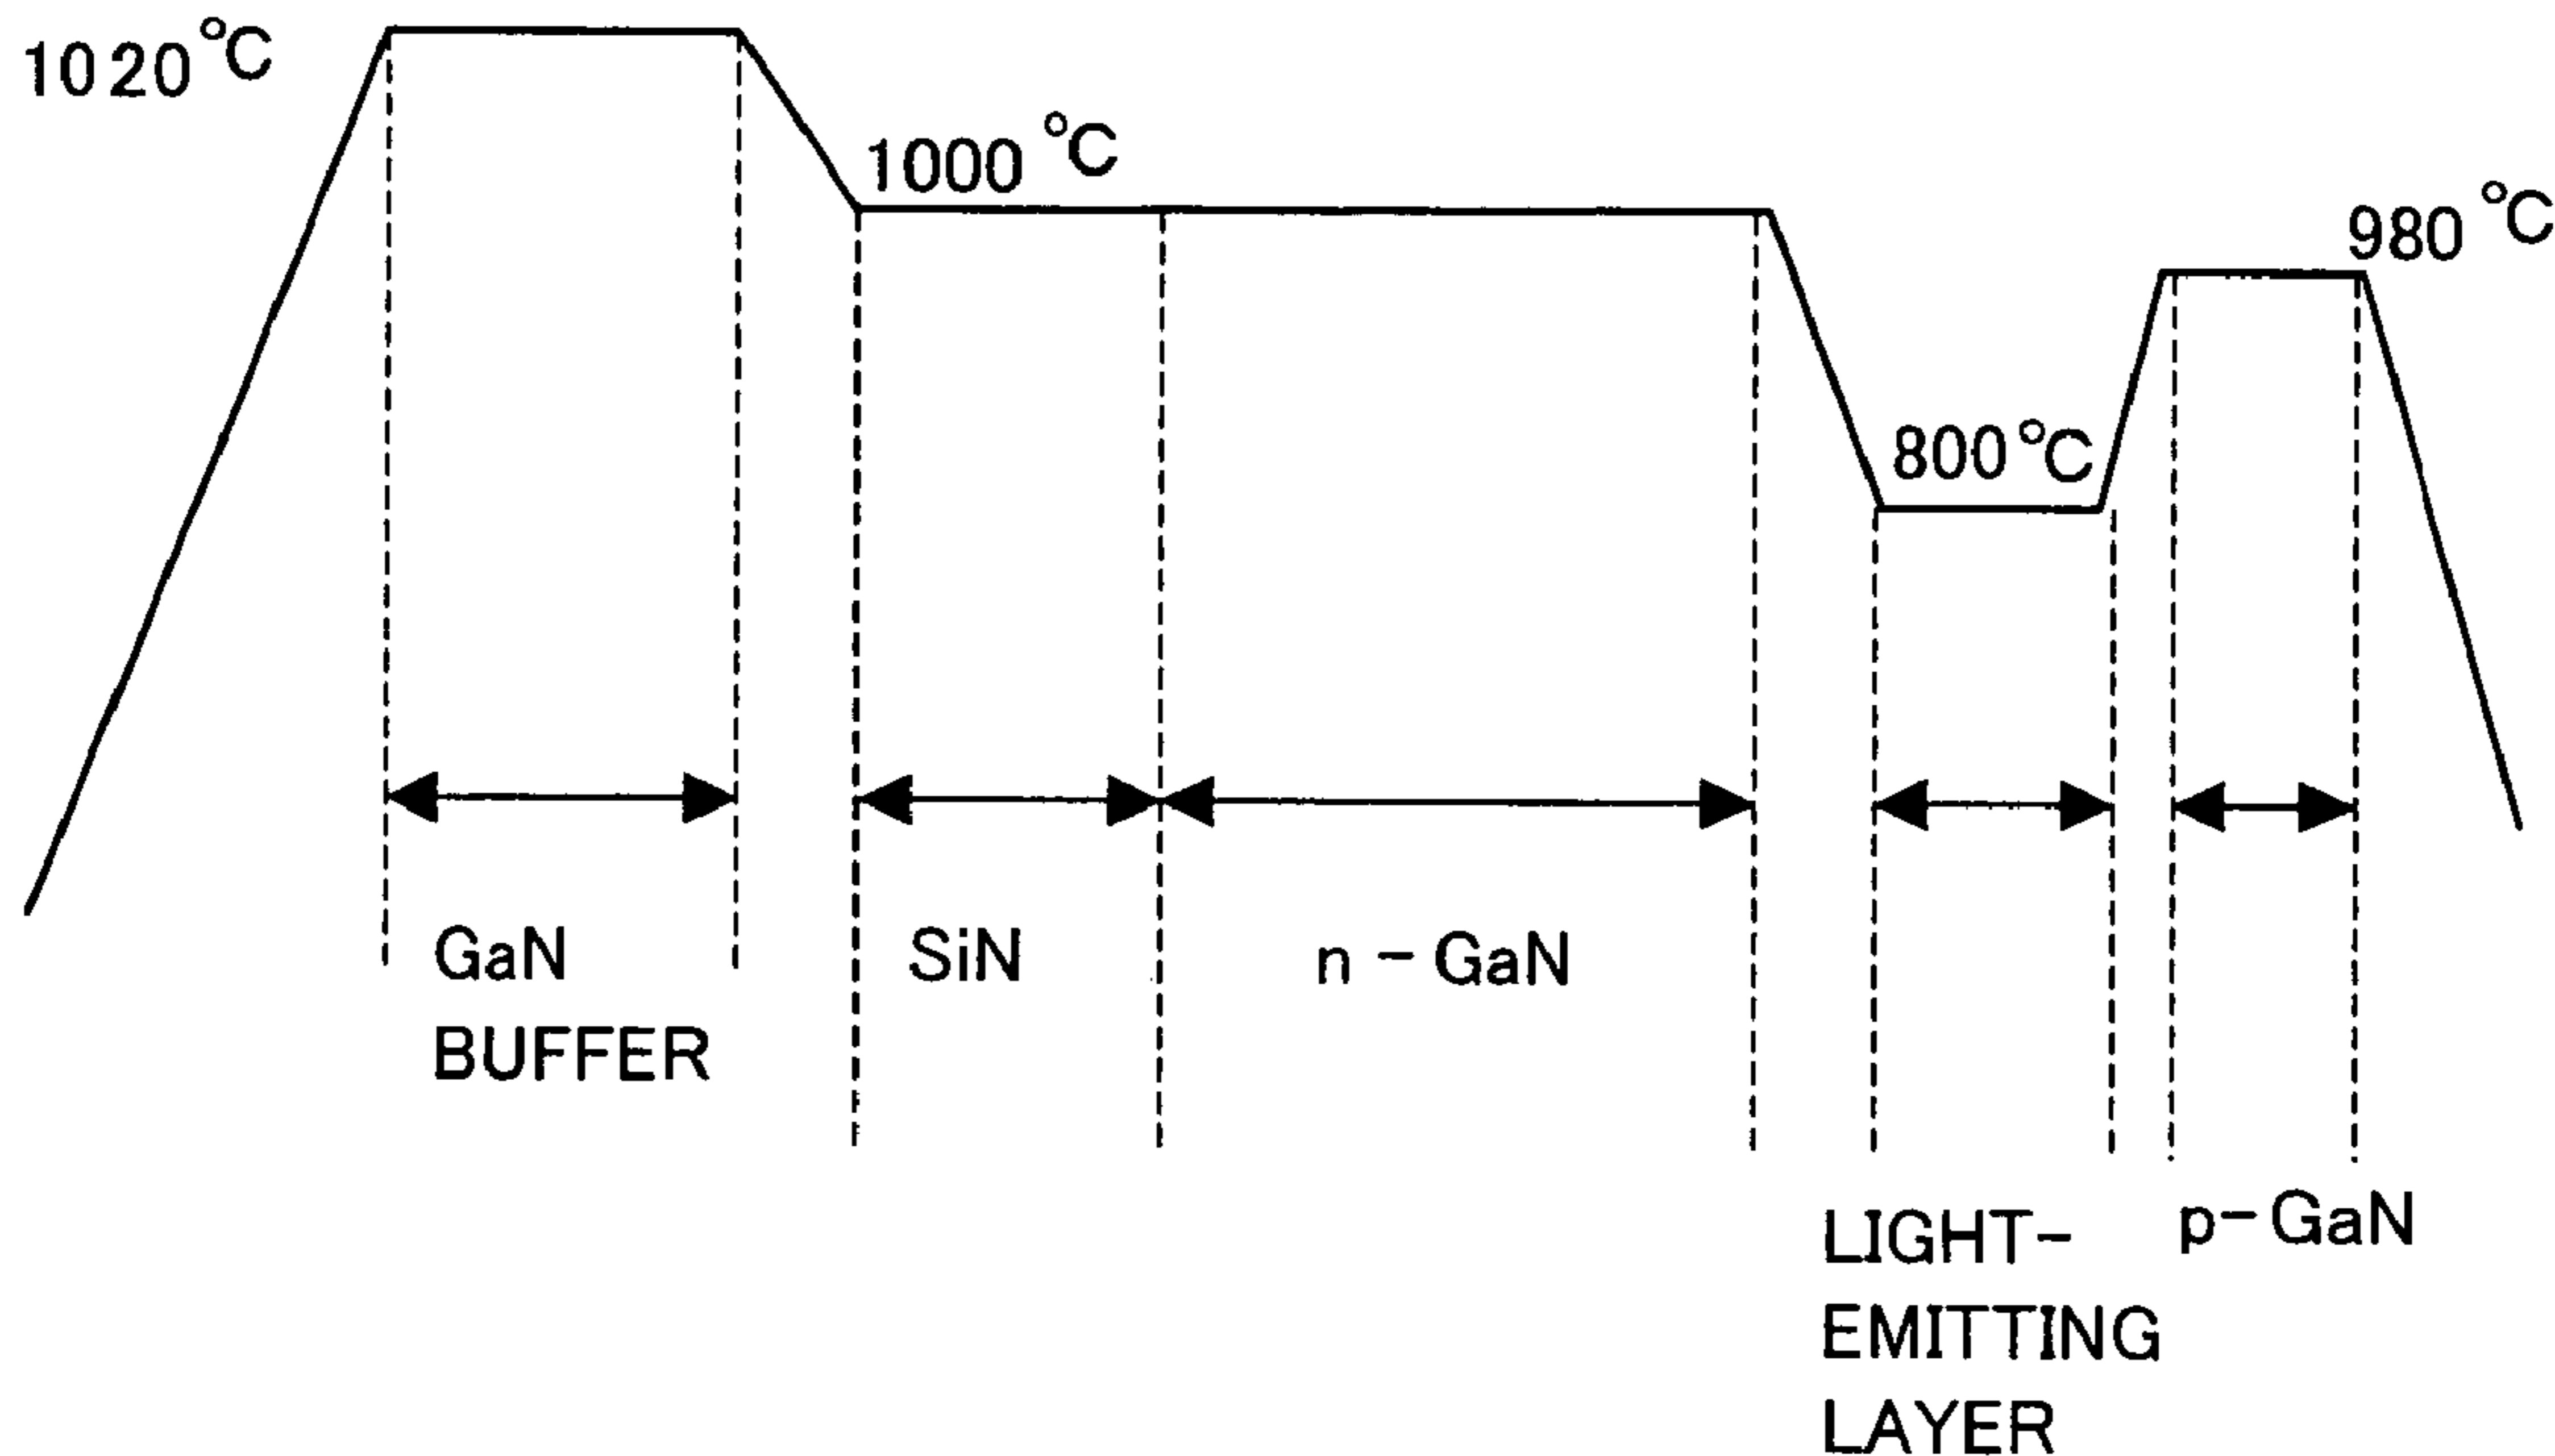 1020°C
1000°C
980°C
800°C
GaN
BUFFER
SiN
n-GaN
LIGHT-
EMITTING
LAYER
p-GaN